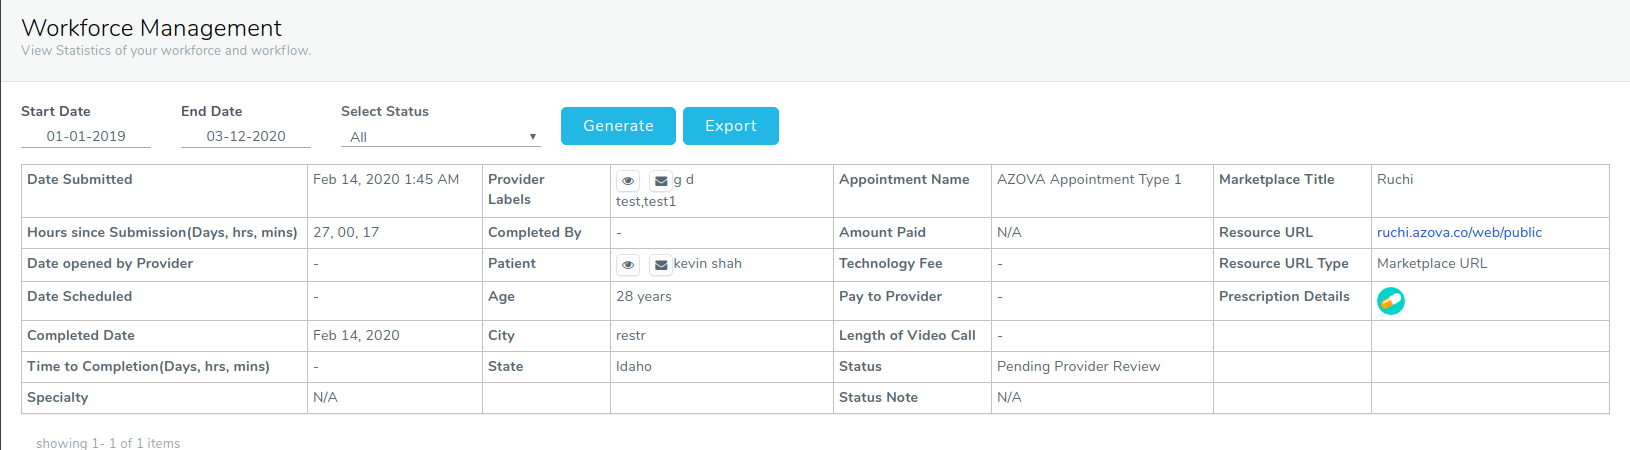 Workforce Management
View Statistics of your workforce and workflow.
Start Date End Date Select Status
01-01-2019 03-12-2020 All Generate Export
Date Submitted Feb 14, 2020 1:45 AM Provider g d Appointment Name AZOVA Appointment Type 1 Marketplace Title Ruchi
Labels test,test1
Hours since Submission(Days, hrs, mins) 27, 00, 17 Completed By - Amount Paid N/A Resource URL ruchi.azova.co/web/public
Date opened by Provider - Patient kevin shah Technology Fee - Resource URL Type Marketplace URL
Date Scheduled - Age 28 years Pay to Provider - Prescription Details
Completed Date Feb 14, 2020 City restr Length of Video Call -
Time to Completion(Days, hrs, mins) - State Idaho Status Pending Provider Review
Specialty N/A Status Note N/A
showing 1- 1 of 1 items